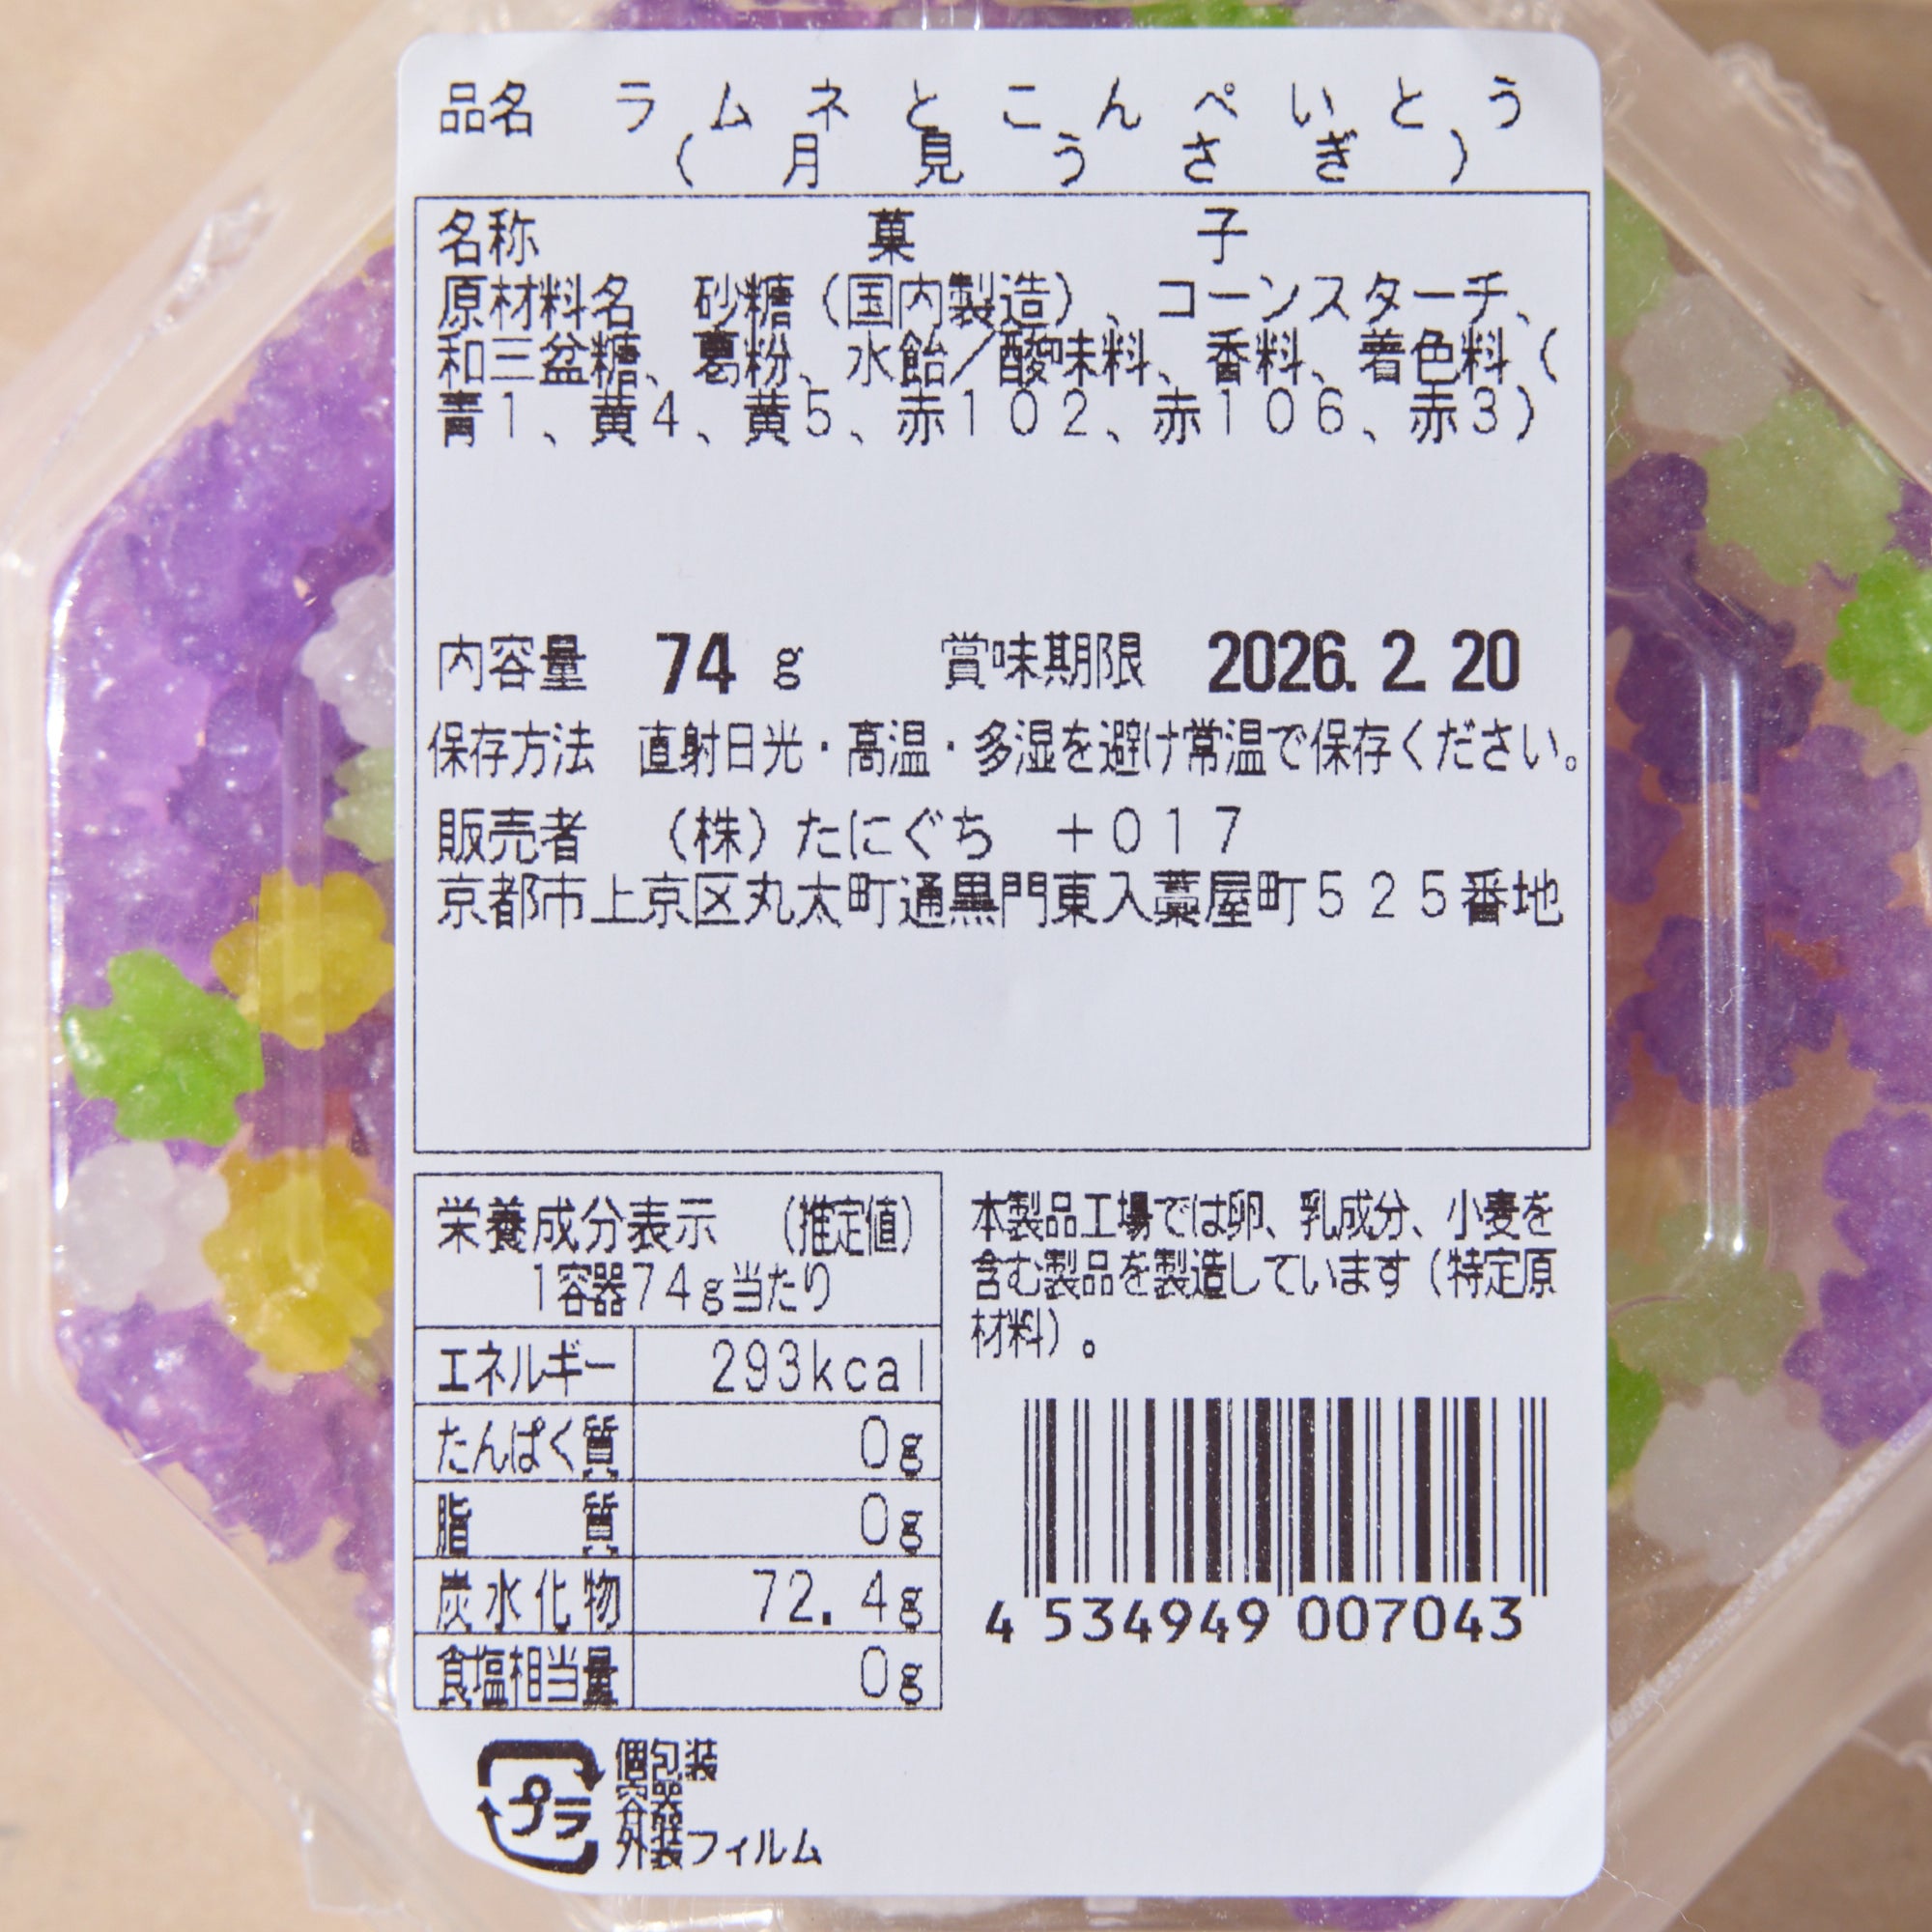 品名 ラムネとこんぺいとう
(月見うさぎ)
名称 菓子
原材料名 砂糖(国内製造)、コーンスターチ、
和三盆糖、葛粉、水飴/酸味料、香料、着色料(
青1、黄4、黄5、赤102、赤106、赤3)
内容量 74 g 賞味期限 2026. 2. 20
保存方法 直射日光・高温・多湿を避け常温で保存ください。
販売者 (株)たにぐち +017
京都市上京区丸太町通黒門東入藁屋町525番地
栄養成分表示 (推定値)
1容器74g当たり
エネルギー 293kcal
たんぱく質 0g
脂質 0g
炭水化物 72.4g
食塩相当量 0g
本製品工場では卵、乳成分、小麦を
含む製品を製造しています(特定原
材料)。
4 534949 007043
プラ
個包装
容器
外装フィルム